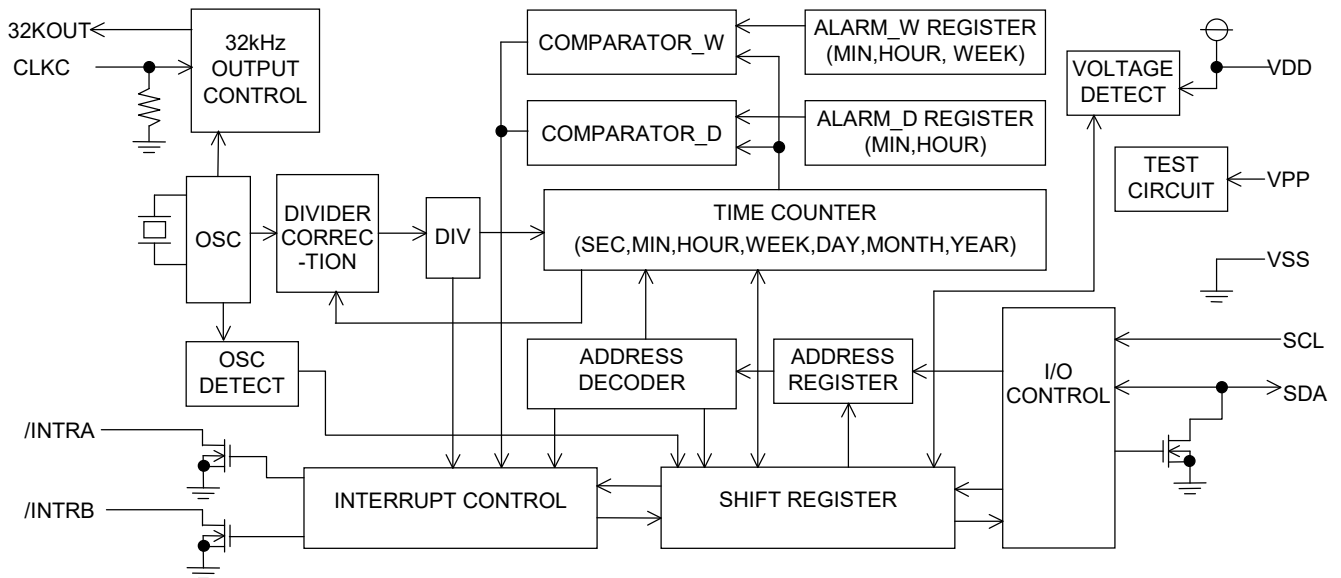 32KOUT
CLKC
32kHz
OUTPUT
CONTROL
COMPARATOR_W
ALARM_W REGISTER
(MIN,HOUR, WEEK)
VOLTAGE
DETECT
VDD
COMPARATOR_D
ALARM_D REGISTER
(MIN,HOUR)
TEST
CIRCUIT
VPP
OSC
DIVIDER
CORREC
-TION
DIV
TIME COUNTER
(SEC,MIN,HOUR,WEEK,DAY,MONTH,YEAR)
VSS
OSC
DETECT
ADDRESS
DECODER
ADDRESS
REGISTER
I/O
CONTROL
SCL
SDA
/INTRA
/INTRB
INTERRUPT CONTROL
SHIFT REGISTER